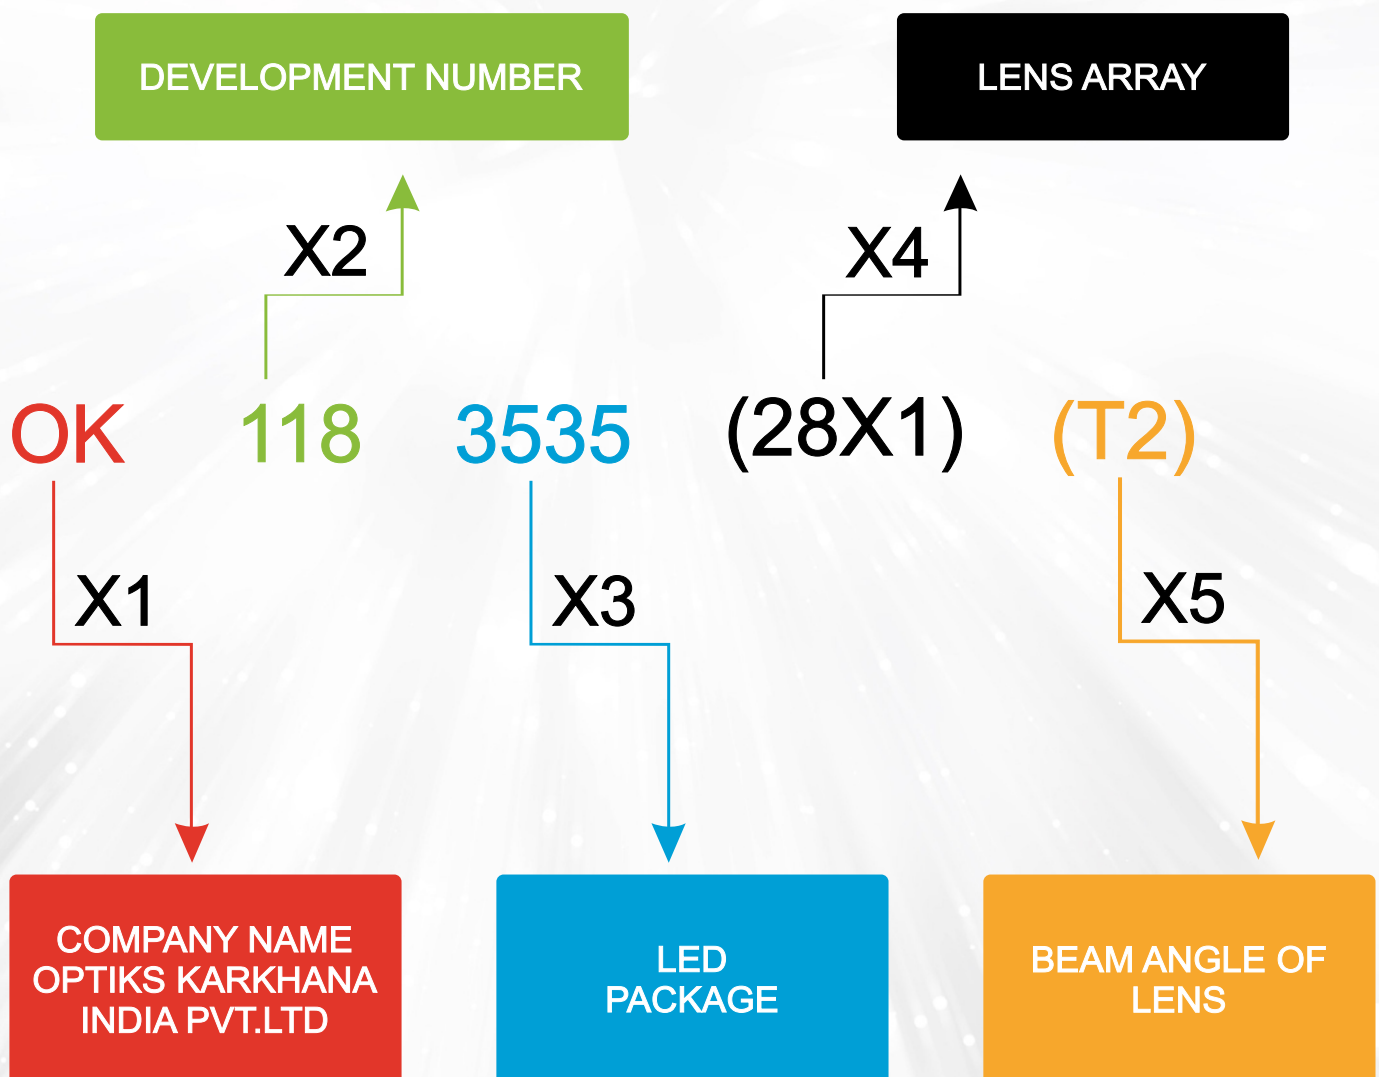 DEVELOPMENT NUMBER
LENS ARRAY
X2
X4
OK 118 3535 (28X1) (T2)
X1
X3
X5
COMPANY NAME
OPTIKS KARKHANA
INDIA PVT.LTD
LED
PACKAGE
BEAM ANGLE OF
LENS